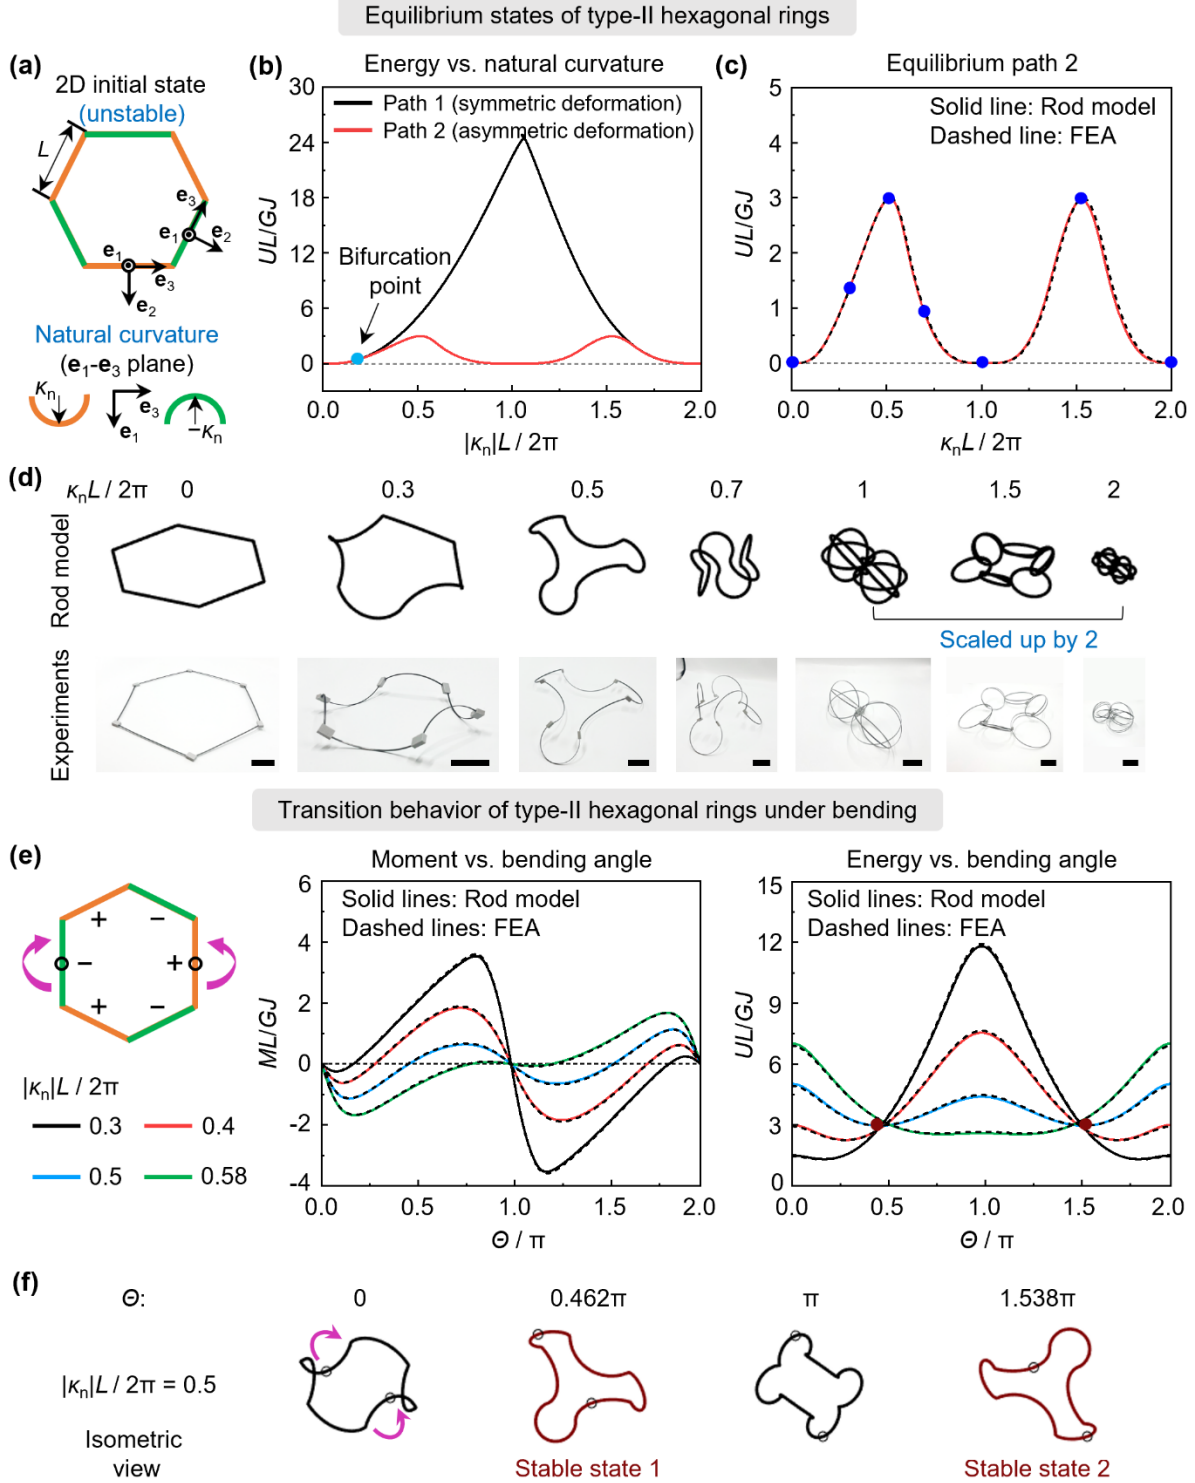 Equilibrium states of type-II hexagonal rings
(a)
2D initial state
(unstable)
L
e3
e1
e2
e1
e3
e2
Natural curvature
(e1-e3 plane)
κn
e3
e1
−κn
(b)
Energy vs. natural curvature
30
24
18
12
6
0
UL/GJ
Path 1 (symmetric deformation)
Path 2 (asymmetric deformation)
Bifurcation
point
0.0 0.5 1.0 1.5 2.0
|κn|L / 2π
(c)
Equilibrium path 2
5
4
3
2
1
0
UL/GJ
Solid line: Rod model
Dashed line: FEA
0.0 0.5 1.0 1.5 2.0
κnL / 2π
(d)
κnL / 2π 0 0.3 0.5 0.7 1 1.5 2
Rod model
Scaled up by 2
Experiments
Transition behavior of type-II hexagonal rings under bending
(e)
+ −
− +
+ −
|κn|L / 2π
0.3 0.4
0.5 0.58
Moment vs. bending angle
6
4
2
0
-2
-4
ML/GJ
Solid lines: Rod model
Dashed lines: FEA
0.0 0.5 1.0 1.5 2.0
Θ / π
Energy vs. bending angle
15
12
9
6
3
0
UL/GJ
Solid lines: Rod model
Dashed lines: FEA
0.0 0.5 1.0 1.5 2.0
Θ / π
(f)
Θ: 0 0.462π π 1.538π
|κn|L / 2π = 0.5
Isometric
view
Stable state 1
Stable state 2